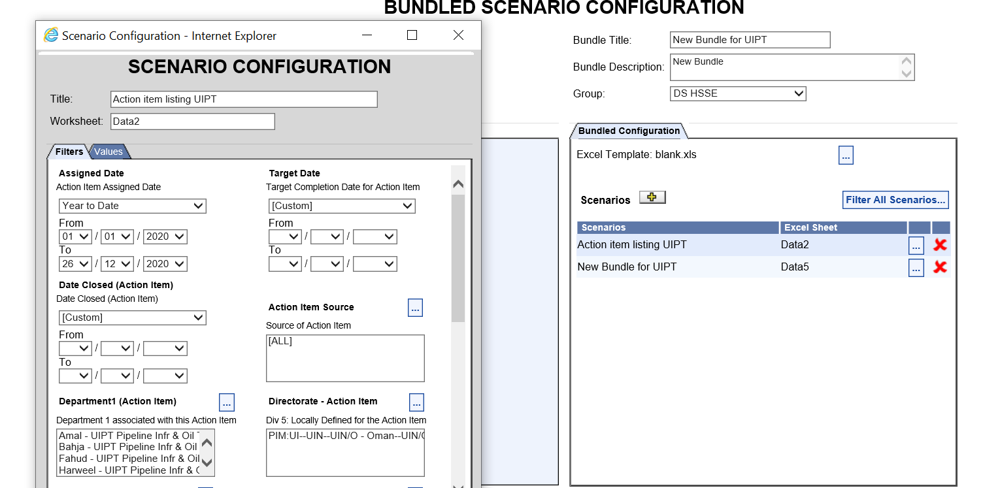 BUNDLED SCENARIO CONFIGURATION
Scenario Configuration - Internet Explorer
SCENARIO CONFIGURATION
Title: Action item listing UIPT
Worksheet: Data2
Filters Values
Assigned Date
Action Item Assigned Date
Year to Date
From
01 / 01 / 2020
To
26 / 12 / 2020
Target Date
Target Completion Date for Action Item
[Custom]
From
/ /
To
/ /
Date Closed (Action Item)
Date Closed (Action Item)
[Custom]
From
/ /
To
/ /
Action Item Source ...
Source of Action Item
[ALL]
Department1 (Action Item) ...
Department 1 associated with this Action Item
Amal - UIPT Pipeline Infr & Oil
Bahja - UIPT Pipeline Infr & Oil
Fahud - UIPT Pipeline Infr & Oil
Harweel - UIPT Pipeline Infr &
Directorate - Action Item ...
Div 5: Locally Defined for the Action Item
PIM:UI--UIN--UIN/O - Oman--UIN/
Bundle Title: New Bundle for UIPT
Bundle Description: New Bundle
Group: DS HSSE
Bundled Configuration
Excel Template: blank.xls ...
Scenarios Filter All Scenarios...
Scenarios Excel Sheet
Action item listing UIPT Data2 ...
New Bundle for UIPT Data5 ...